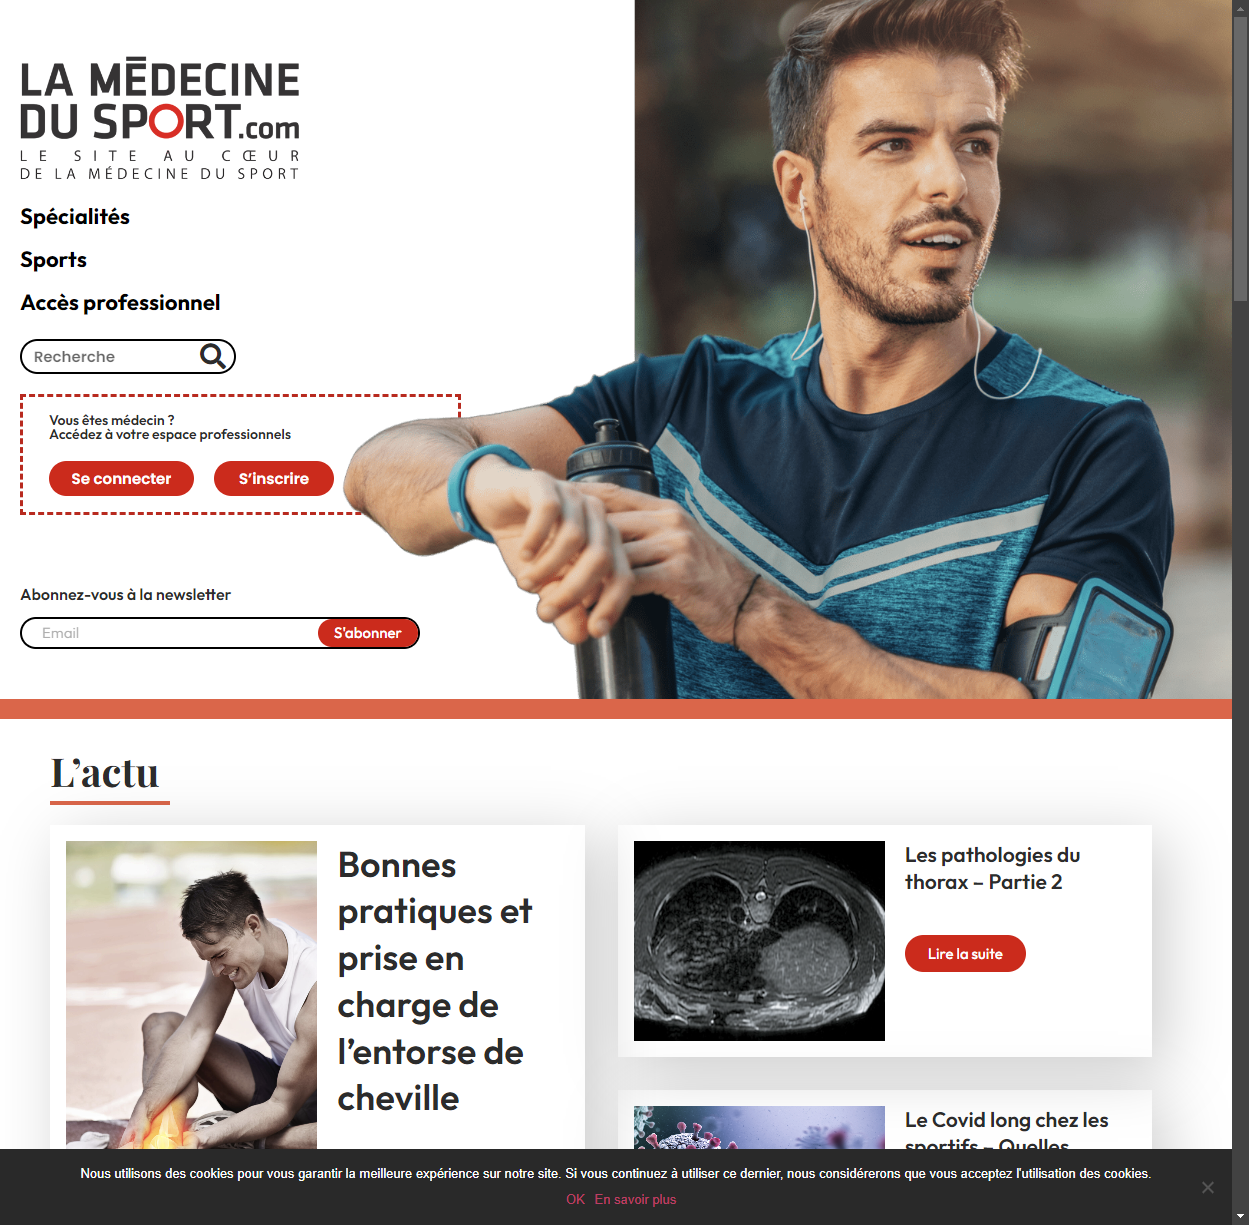 LA MÉDECINE
DU SPORT.com
LE SITE AU CŒUR
DE LA MÉDECINE DU SPORT
Spécialités
Sports
Accès professionnel
Recherche
Vous êtes médecin ?
Accédez à votre espace professionnels
Se connecter
S'inscrire
Abonnez-vous à la newsletter
Email
S'abonner
L'actu
Bonnes
pratiques et
prise en
charge de
l'entorse de
cheville
Les pathologies du
thorax – Partie 2
Lire la suite
Le Covid long chez les
sportifs – Quelles
Nous utilisons des cookies pour vous garantir la meilleure expérience sur notre site. Si vous continuez à utiliser ce dernier, nous considérerons que vous acceptez l'utilisation des cookies.
OK En savoir plus